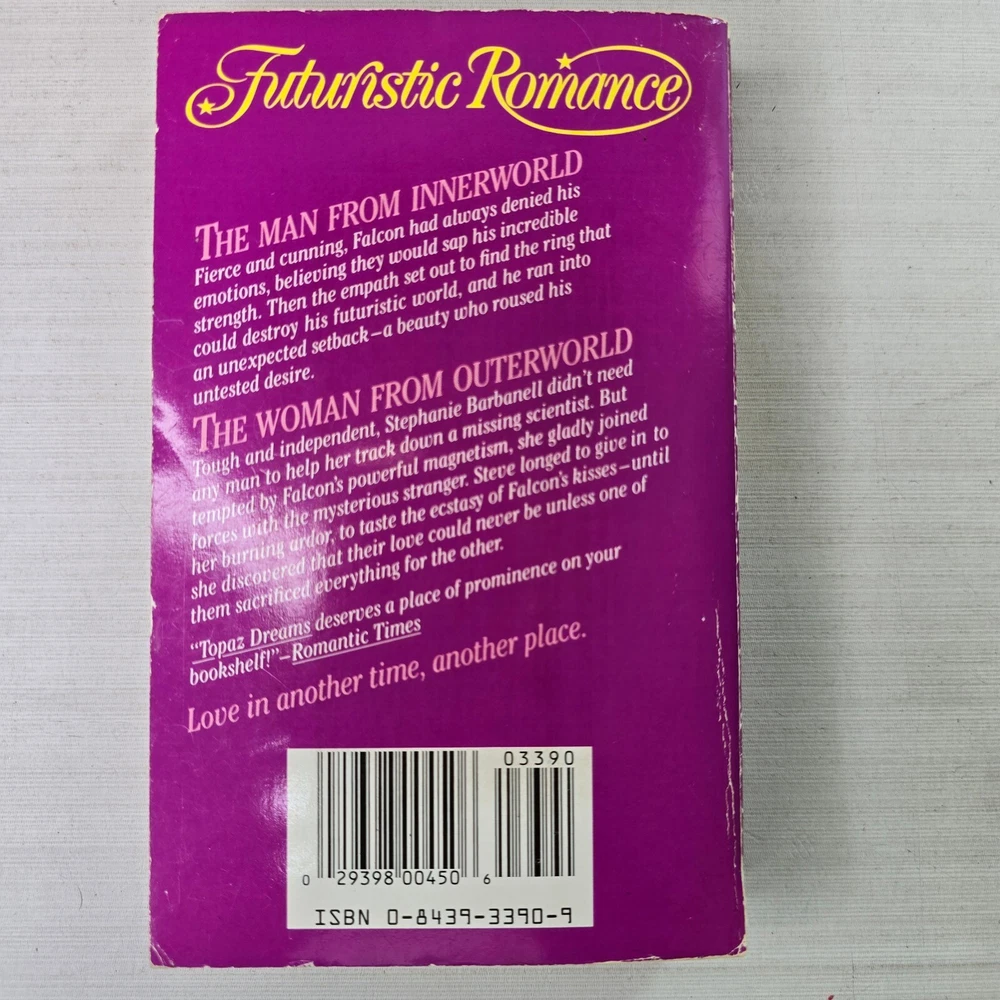 Futuristic Romance
THE MAN FROM INNERWORLD
Fierce and cunning, Falcon had always denied his
emotions, believing they would sap his incredible
strength. Then the empath set out to find the ring that
could destroy his futuristic world, and he ran into
an unexpected setback—a beauty who roused his
untested desire.
THE WOMAN FROM OUTERWORLD
Tough and independent, Stephanie Barbanell didn't need
any man to help her track down a missing scientist. But
tempted by Falcon's powerful magnetism, she gladly joined
forces with the mysterious stranger. Steve longed to give in to
her burning ardor, to taste the ecstasy of Falcon's kisses—until
she discovered that their love could never be unless one of
them sacrificed everything for the other.
"Topaz Dreams deserves a place of prominence on your
bookshelf!"—Romantic Times
Love in another time, another place.
03390
0 29398 00450 6
ISBN 0-8439-3390-9